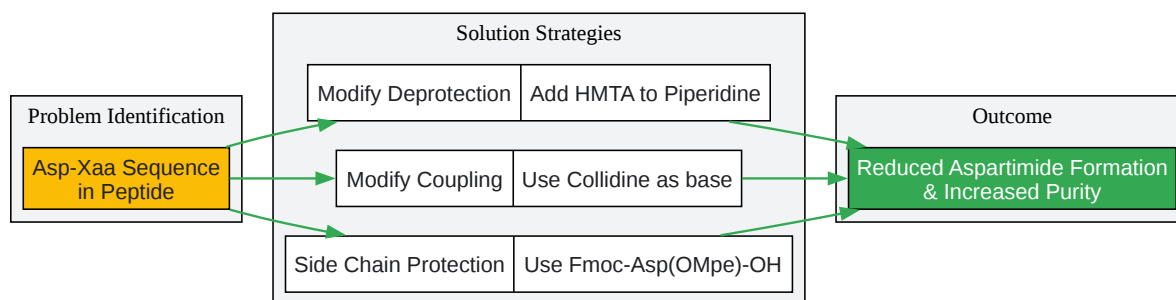 Problem Identification
Asp-Xaa Sequence
in Peptide
Solution Strategies
Modify Deprotection
Add HMTA to Piperidine
Modify Coupling
Use Collidine as base
Side Chain Protection
Use Fmoc-Asp(OMpe)-OH
Outcome
Reduced Aspartimide Formation
& Increased Purity